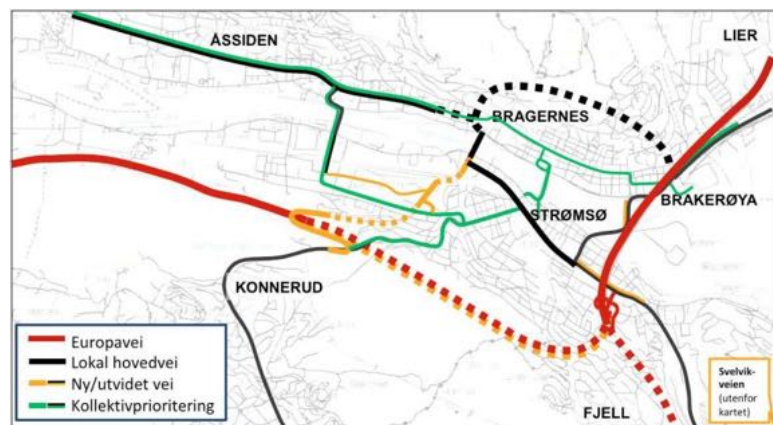 ÅSSIDEN
LIER
BRAGERNES
BRAKERØYA
STRØMSØ
KONNERUD
FJELL
Europavei
Lokal hovedvei
Ny/utvidet vei
Kollektivprioritering
Svelvik-
veien
(utenfor
kartet)